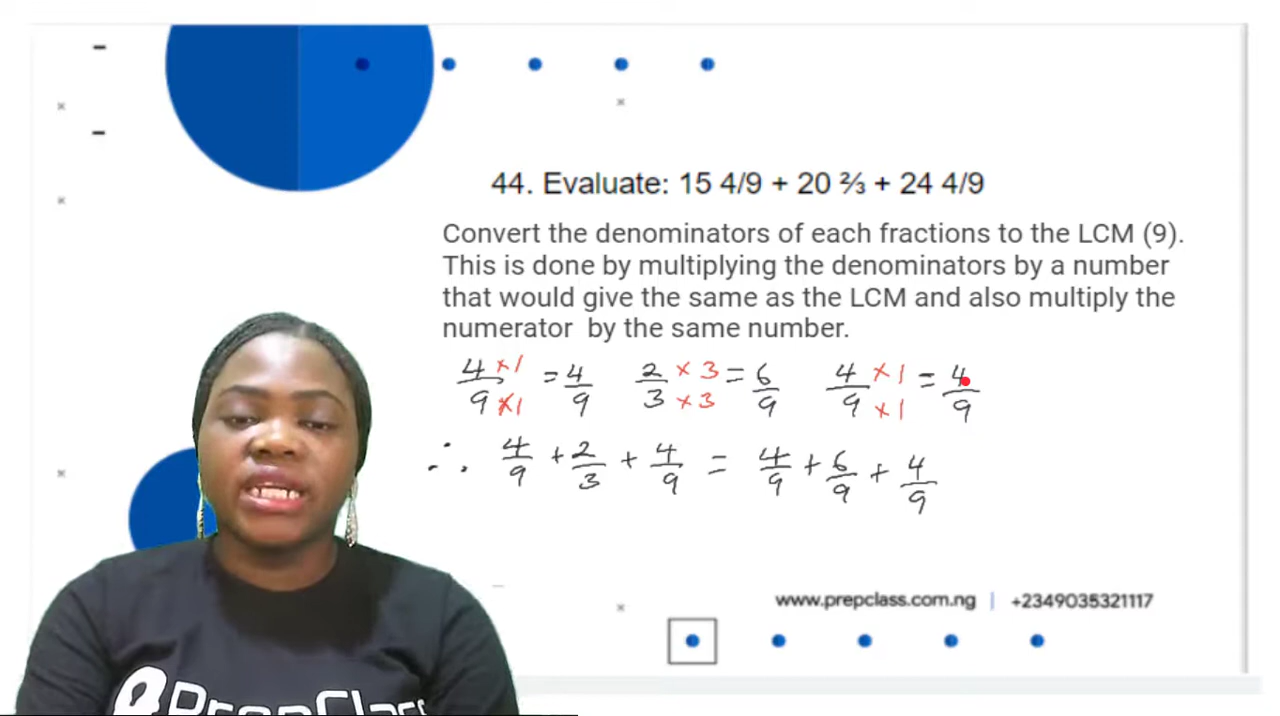 44. Evaluate: 15 4/9 + 20 ⅔ + 24 4/9
Convert the denominators of each fractions to the LCM (9).
This is done by multiplying the denominators by a number
that would give the same as the LCM and also multiply the
numerator by the same number.
4/9 ×1/×1 = 4/9   2/3 ×3/×3 = 6/9   4/9 ×1/×1 = 4/9
∴ 4/9 + 2/3 + 4/9 = 4/9 + 6/9 + 4/9
www.prepclass.com.ng | +2349035321117
PrepClass